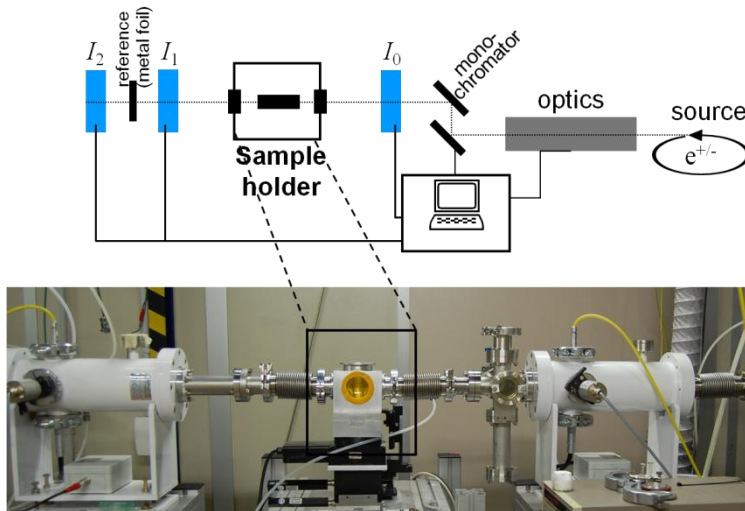 I₂
reference
(metal foil)
I₁
I₀
mono-
chromator
optics
source
e⁺/⁻
Sample
holder